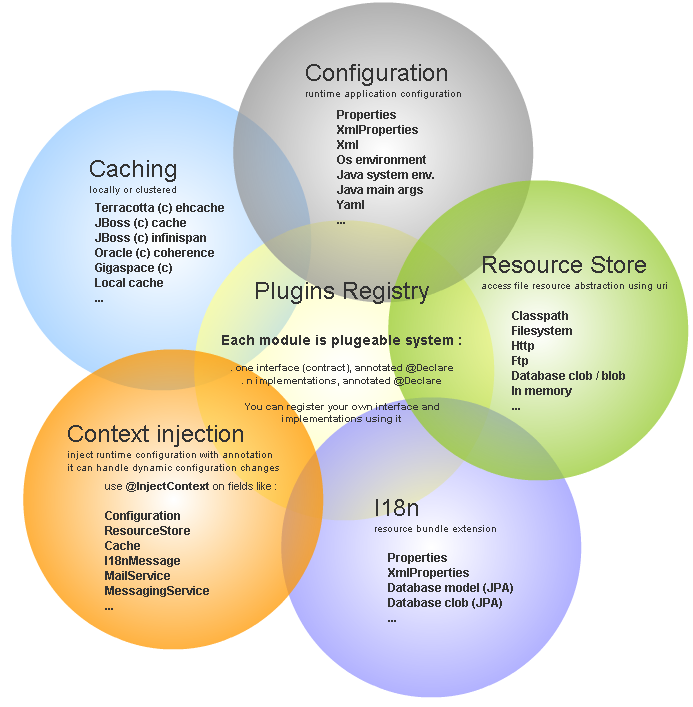 Configuration
runtime application configuration
Properties
XmlProperties
Xml
Os environment
Java system env.
Java main args
Yaml
...
Caching
locally or clustered
Terracotta (c) ehcache
JBoss (c) cache
JBoss (c) infinispan
Oracle (c) coherence
Gigaspace (c)
Local cache
...
Resource Store
access file resource abstraction using uri
Classpath
Filesystem
Http
Ftp
Database clob / blob
In memory
...
Plugins Registry
Each module is plugeable system :
. one interface (contract), annotated @Declare
. n implementations, annotated @Declare
You can register your own interface and
implementations using it
Context injection
inject runtime configuration with annotation
it can handle dynamic configuration changes
use @InjectContext on fields like :
Configuration
ResourceStore
Cache
I18nMessage
MailService
MessagingService
...
I18n
resource bundle extension
Properties
XmlProperties
Database model (JPA)
Database clob (JPA)
...